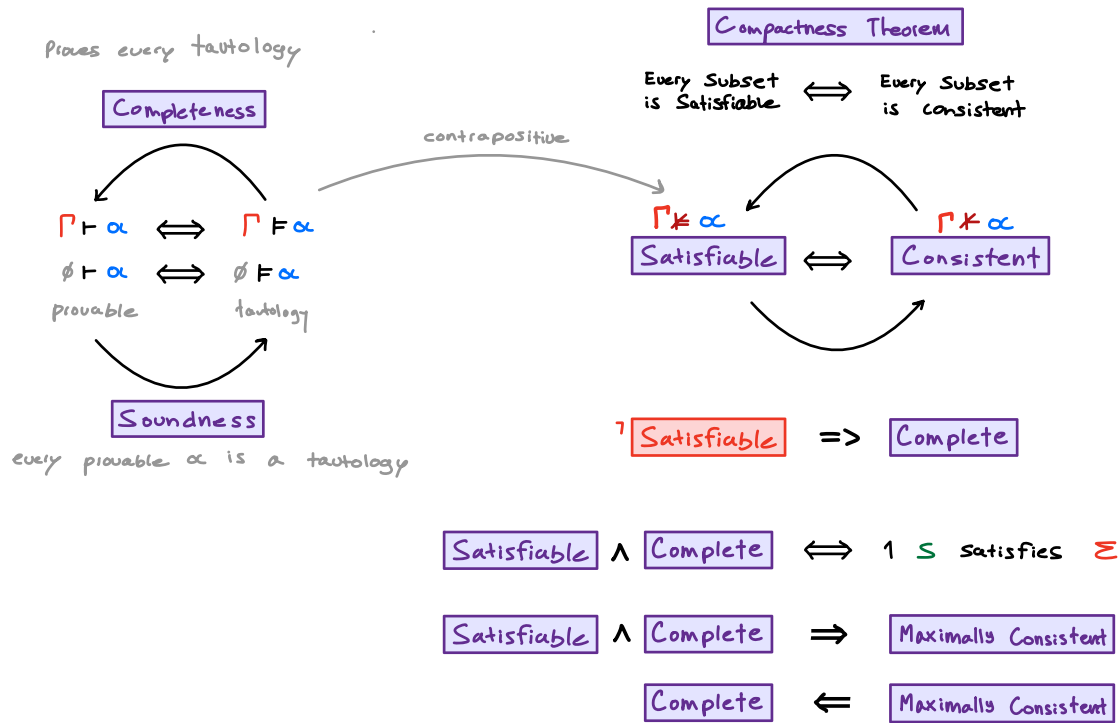 Proves every tautology
Completeness
Γ ⊢ α ⟺ Γ ⊨ α
∅ ⊢ α ⟺ ∅ ⊨ α
provable tautology
Soundness
every provable α is a tautology
contrapositive
Compactness Theorem
Every Subset is Satisfiable ⟺ Every Subset is consistent
Γ ⊭ α Γ ⊬ α
Satisfiable ⟺ Consistent
¬ Satisfiable => Complete
Satisfiable ∧ Complete ⟺ 1 S satisfies Σ
Satisfiable ∧ Complete ⇒ Maximally Consistent
Complete ⇐ Maximally Consistent